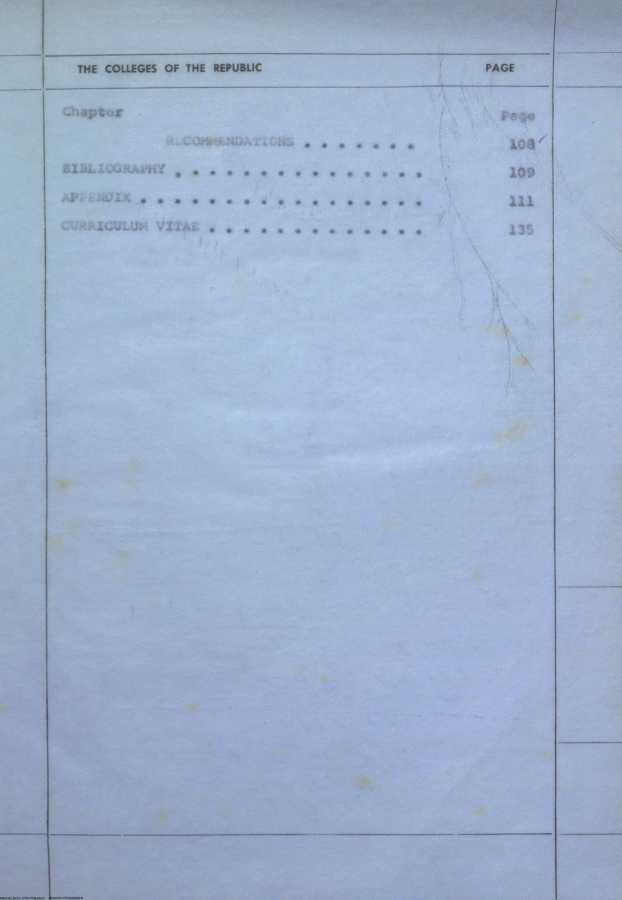 THE COLLEGES OF THE REPUBLIC PAGE
Chapter Page
RECOMMENDATIONS . . . . . . . 108
BIBLIOGRAPHY . . . . . . . . . . . . . . . 109
APPENDIX . . . . . . . . . . . . . . . . . 111
CURRICULUM VITAE . . . . . . . . . . . . . 135